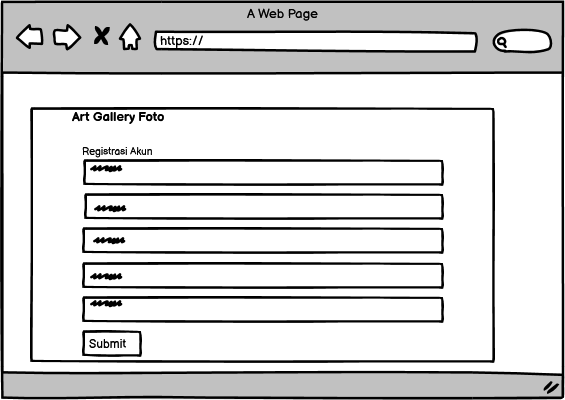 A Web Page
https://
Art Gallery Foto
Registrasi Akun
Submit